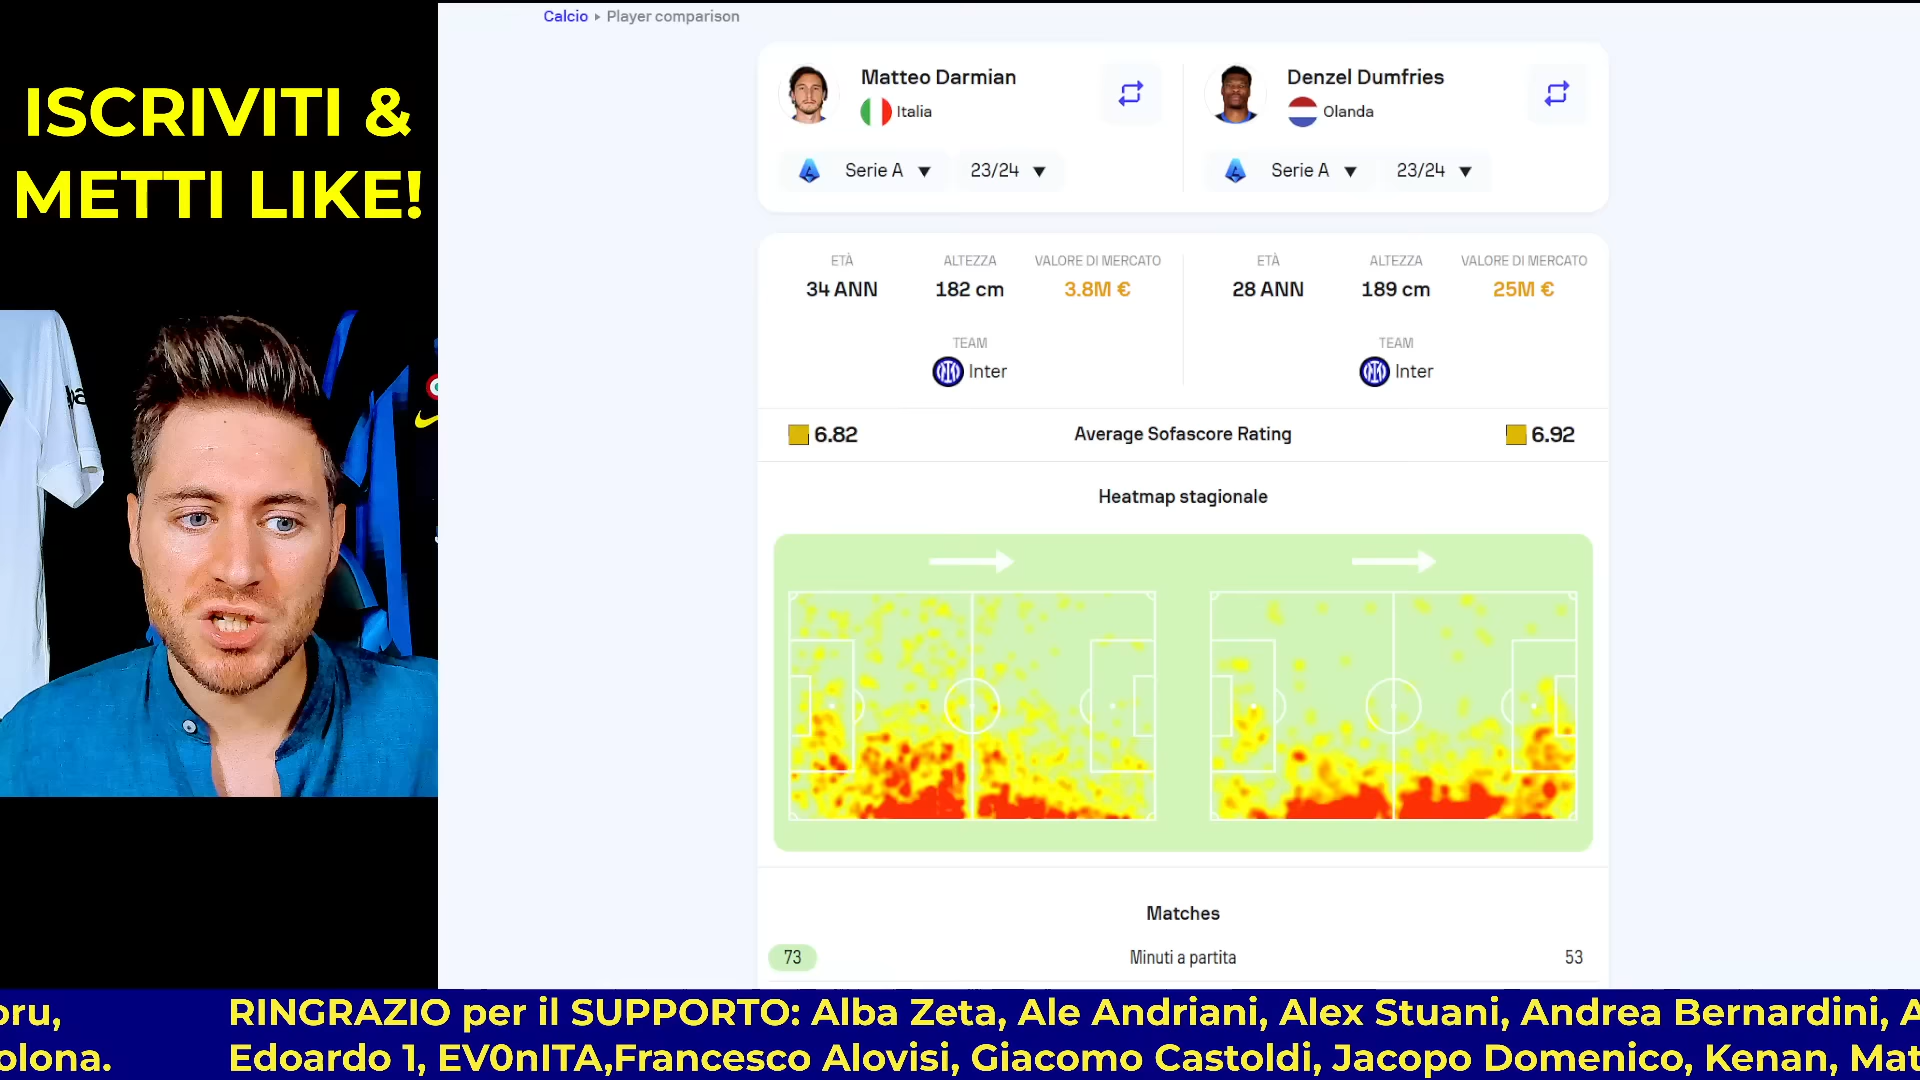 Calcio ▸ Player comparison
ISCRIVITI &
METTI LIKE!
Matteo Darmian
Italia
Serie A ▼ 23/24 ▼
Denzel Dumfries
Olanda
Serie A ▼ 23/24 ▼
ETÀ ALTEZZA VALORE DI MERCATO
34 ANN 182 cm 3.8M €
TEAM
Inter
ETÀ ALTEZZA VALORE DI MERCATO
28 ANN 189 cm 25M €
TEAM
Inter
6.82 Average Sofascore Rating 6.92
Heatmap stagionale
Matches
73 Minuti a partita 53
oru, RINGRAZIO per il SUPPORTO: Alba Zeta, Ale Andriani, Alex Stuani, Andrea Bernardini, A
olona. Edoardo 1, EV0nITA,Francesco Alovisi, Giacomo Castoldi, Jacopo Domenico, Kenan, Mat